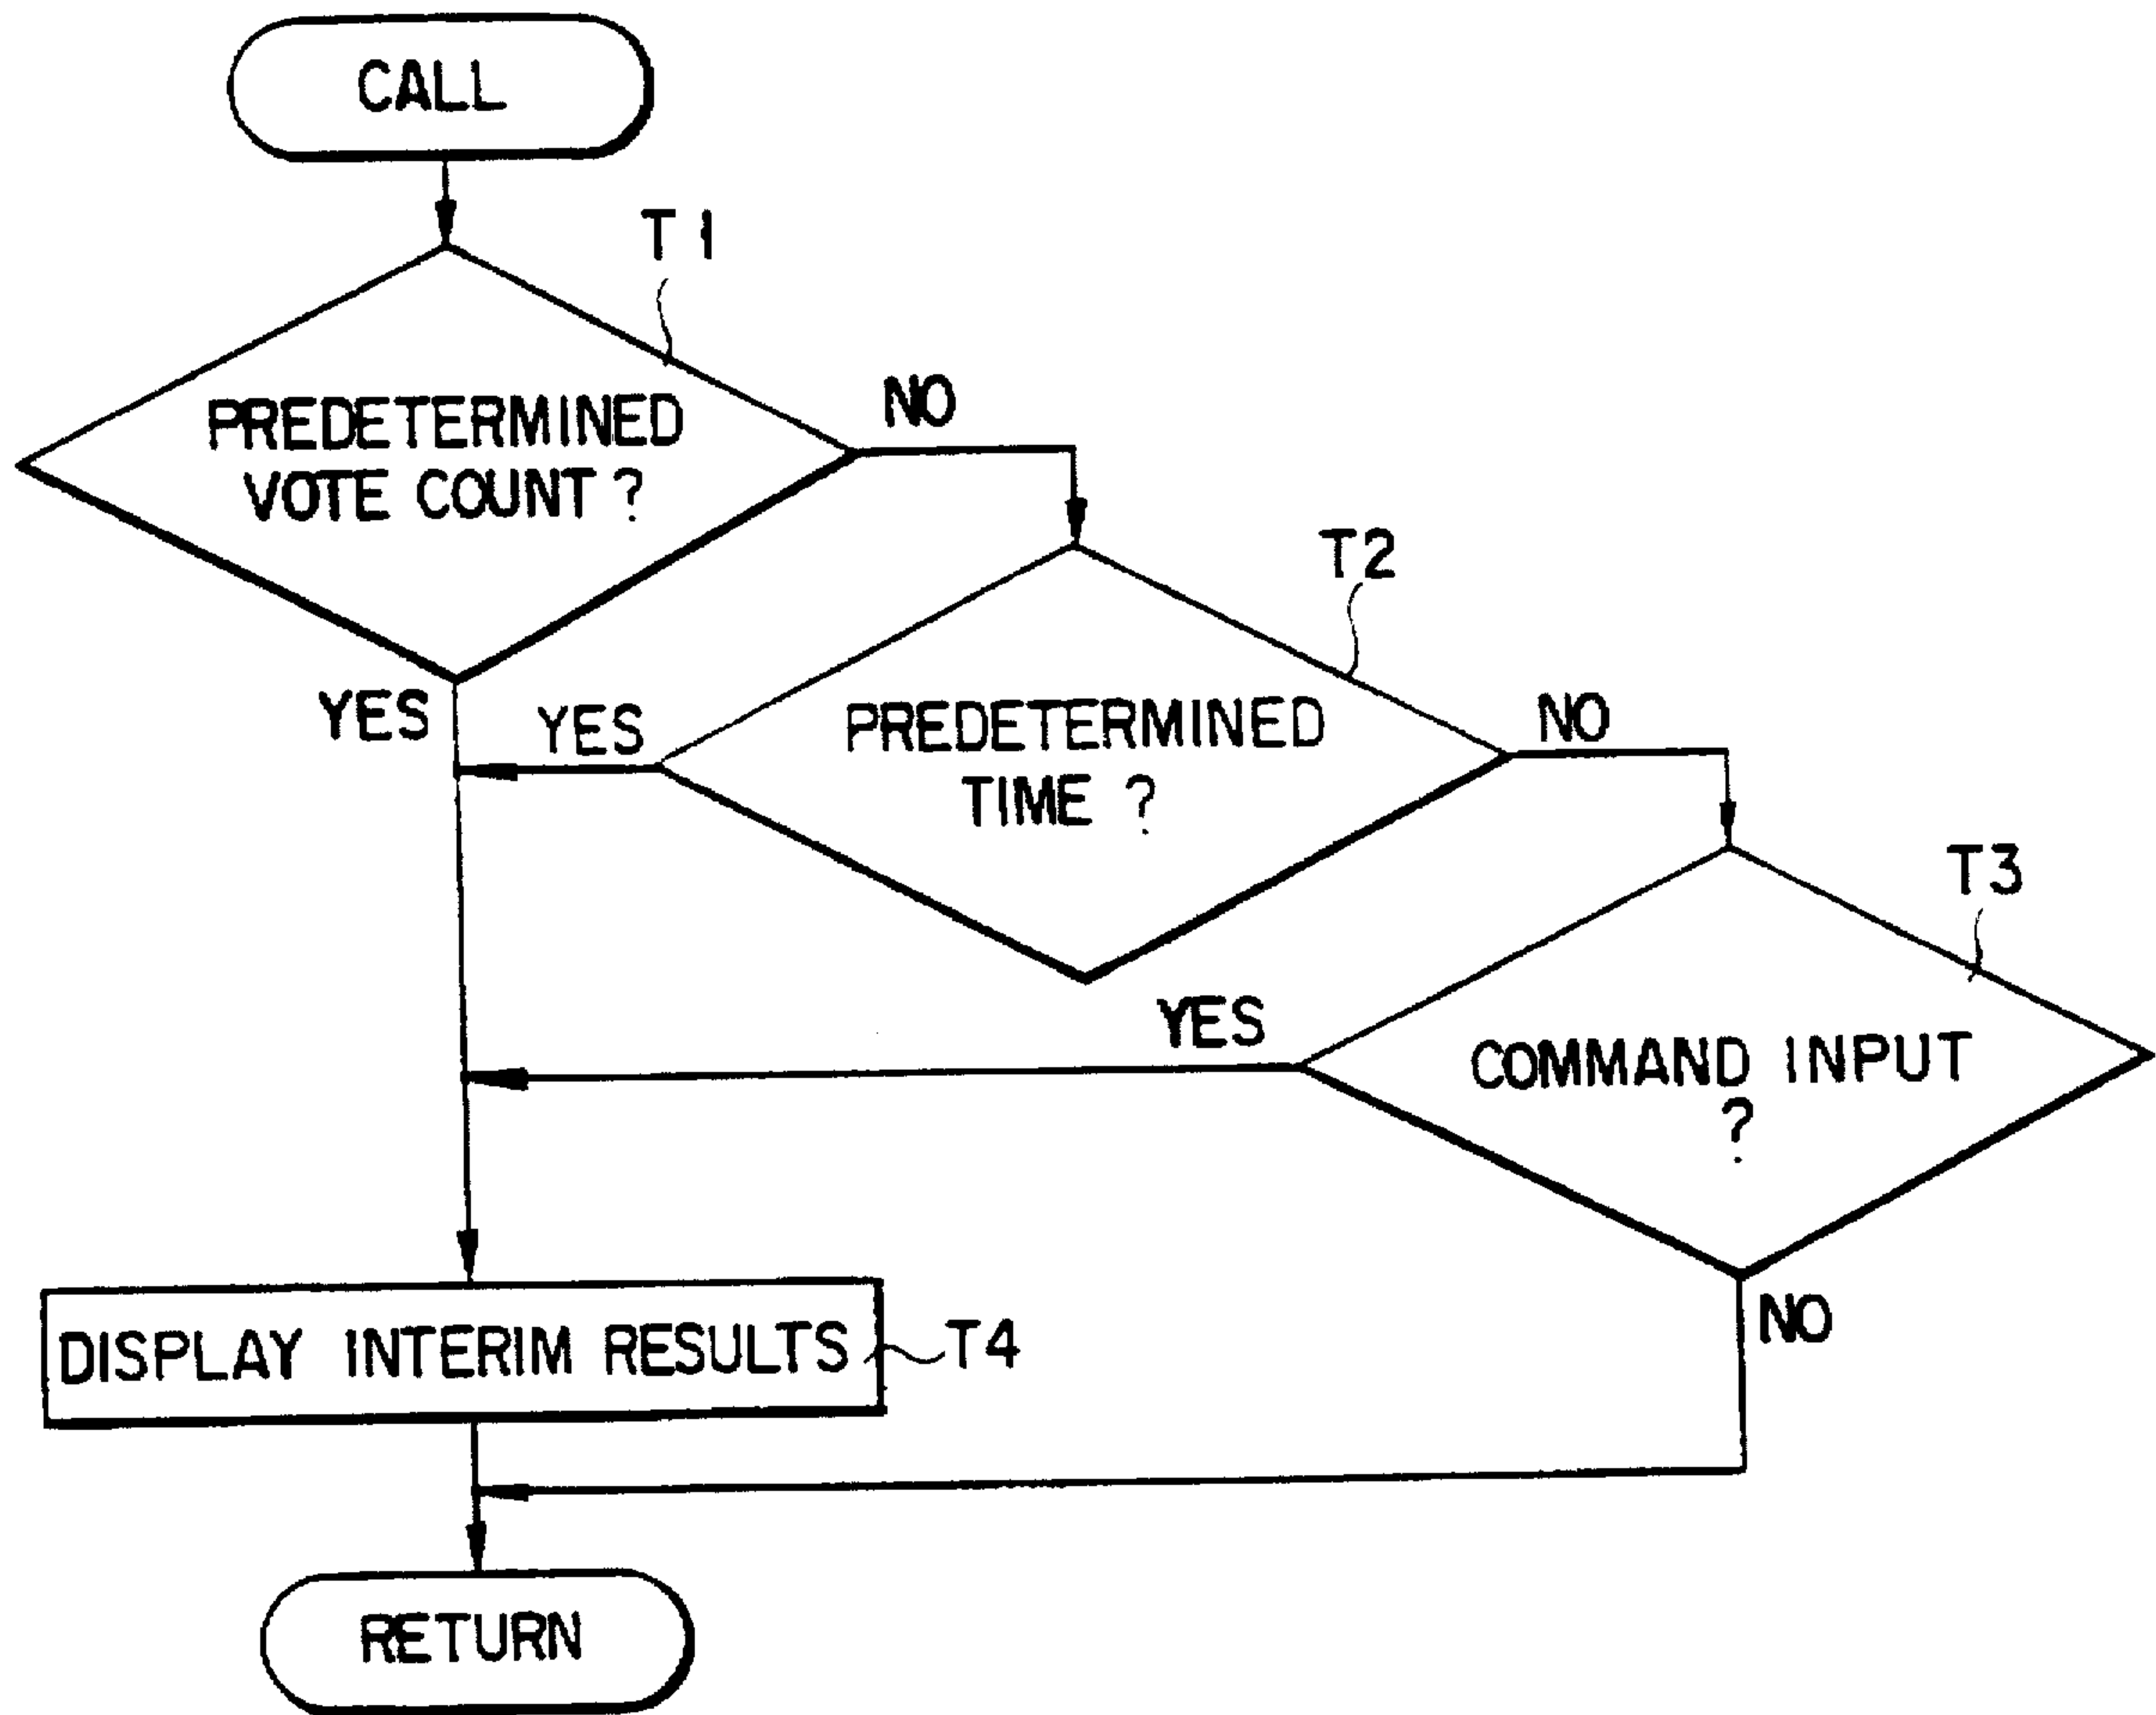 CALL
T1
PREDETERMINED
VOTE COUNT ?
NO
YES
T2
PREDETERMINED
TIME ?
YES
NO
T3
COMMAND INPUT
?
YES
NO
DISPLAY INTERIM RESULTS
T4
RETURN